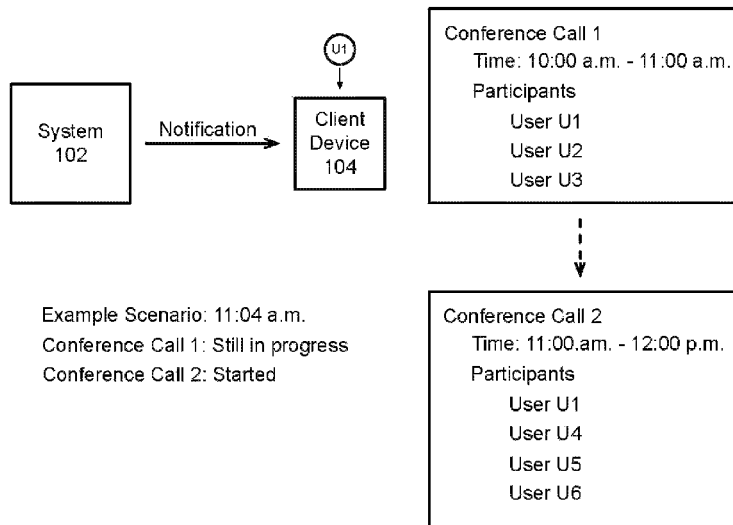 U1
System
102
Notification
Client
Device
104
Conference Call 1
Time: 10:00 a.m. - 11:00 a.m.
Participants
User U1
User U2
User U3
Example Scenario: 11:04 a.m.
Conference Call 1: Still in progress
Conference Call 2: Started
Conference Call 2
Time: 11:00.am. - 12:00 p.m.
Participants
User U1
User U4
User U5
User U6